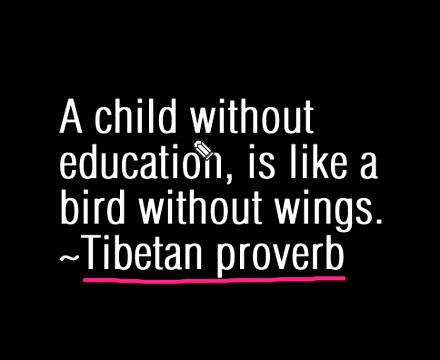 A child without
education, is like a
bird without wings.
~Tibetan proverb